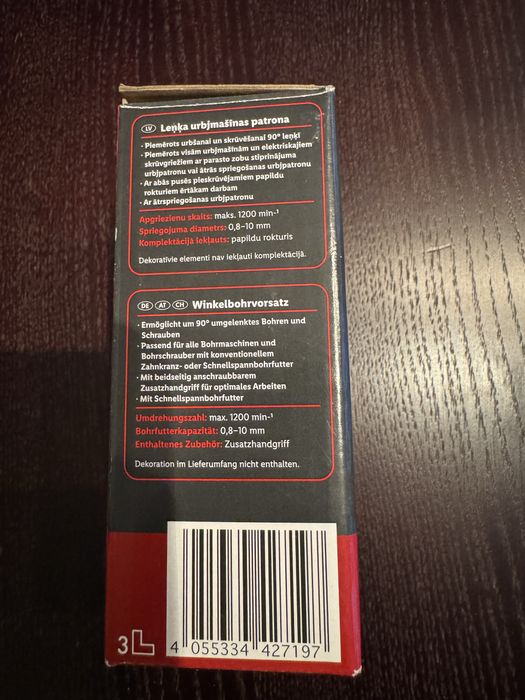 LV Leņķa urbjmašīnas patrona
· Piemērots urbšanai un skrūvēšanai 90° leņķī
· Piemērots visām urbjmašīnām un elektriskajiem
skrūvgriežiem ar parasto zobu stiprinājuma
urbjpatronu vai ātrās spriegošanas urbjpatronu
· Ar abās pusēs pieskrūvējamiem papildu
rokturiem ērtākam darbam
· Ar ātrspriegošanas urbjpatronu
Apgriezienu skaits: maks. 1200 min-¹
Spriegojuma diametrs: 0,8–10 mm
Komplektācijā iekļauts: papildu rokturis
Dekoratīvie elementi nav iekļauti komplektācijā.
DE AT CH Winkelbohrvorsatz
· Ermöglicht um 90° umgelenktes Bohren und
Schrauben
· Passend für alle Bohrmaschinen und
Bohrschrauber mit konventionellem
Zahnkranz- oder Schnellspannbohrfutter
· Mit beidseitig anschraubbarem
Zusatzhandgriff für optimales Arbeiten
· Mit Schnellspannbohrfutter
Umdrehungszahl: max. 1200 min-¹
Bohrfutterkapazität: 0,8–10 mm
Enthaltenes Zubehör: Zusatzhandgriff
Dekoration im Lieferumfang nicht enthalten.
3L
4 055334 427197